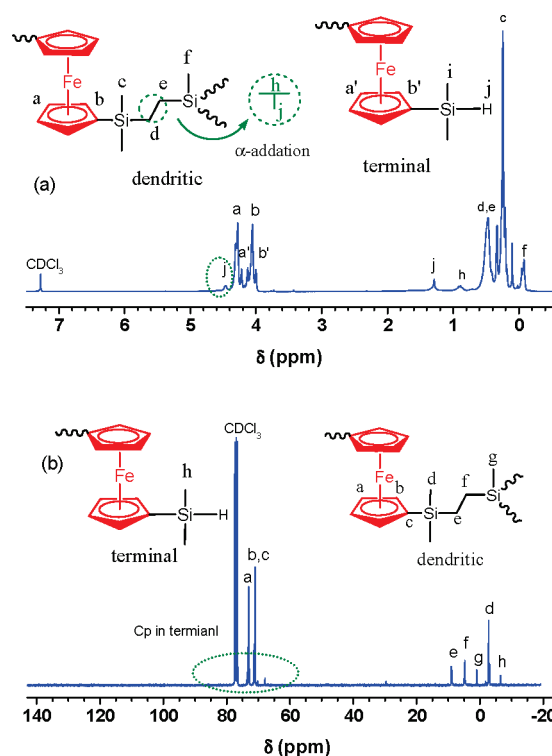 c
Fe
a
b
c
Si
d
e
f
Si
h
j
α-addation
dendritic
Fe
a'
b'
i
Si
H
j
terminal
(a)
CDCl3
j
a
a'
b
b'
j
h
d,e
f
7 6 5 4 3 2 1 0
δ (ppm)
(b)
CDCl3
Fe
h
Si
H
terminal
Fe
a
b
c
d
Si
e
f
g
Si
dendritic
Cp in termianl
a
b,c
e
f
g
d
h
140 120 100 80 60 40 20 0 -20
δ (ppm)